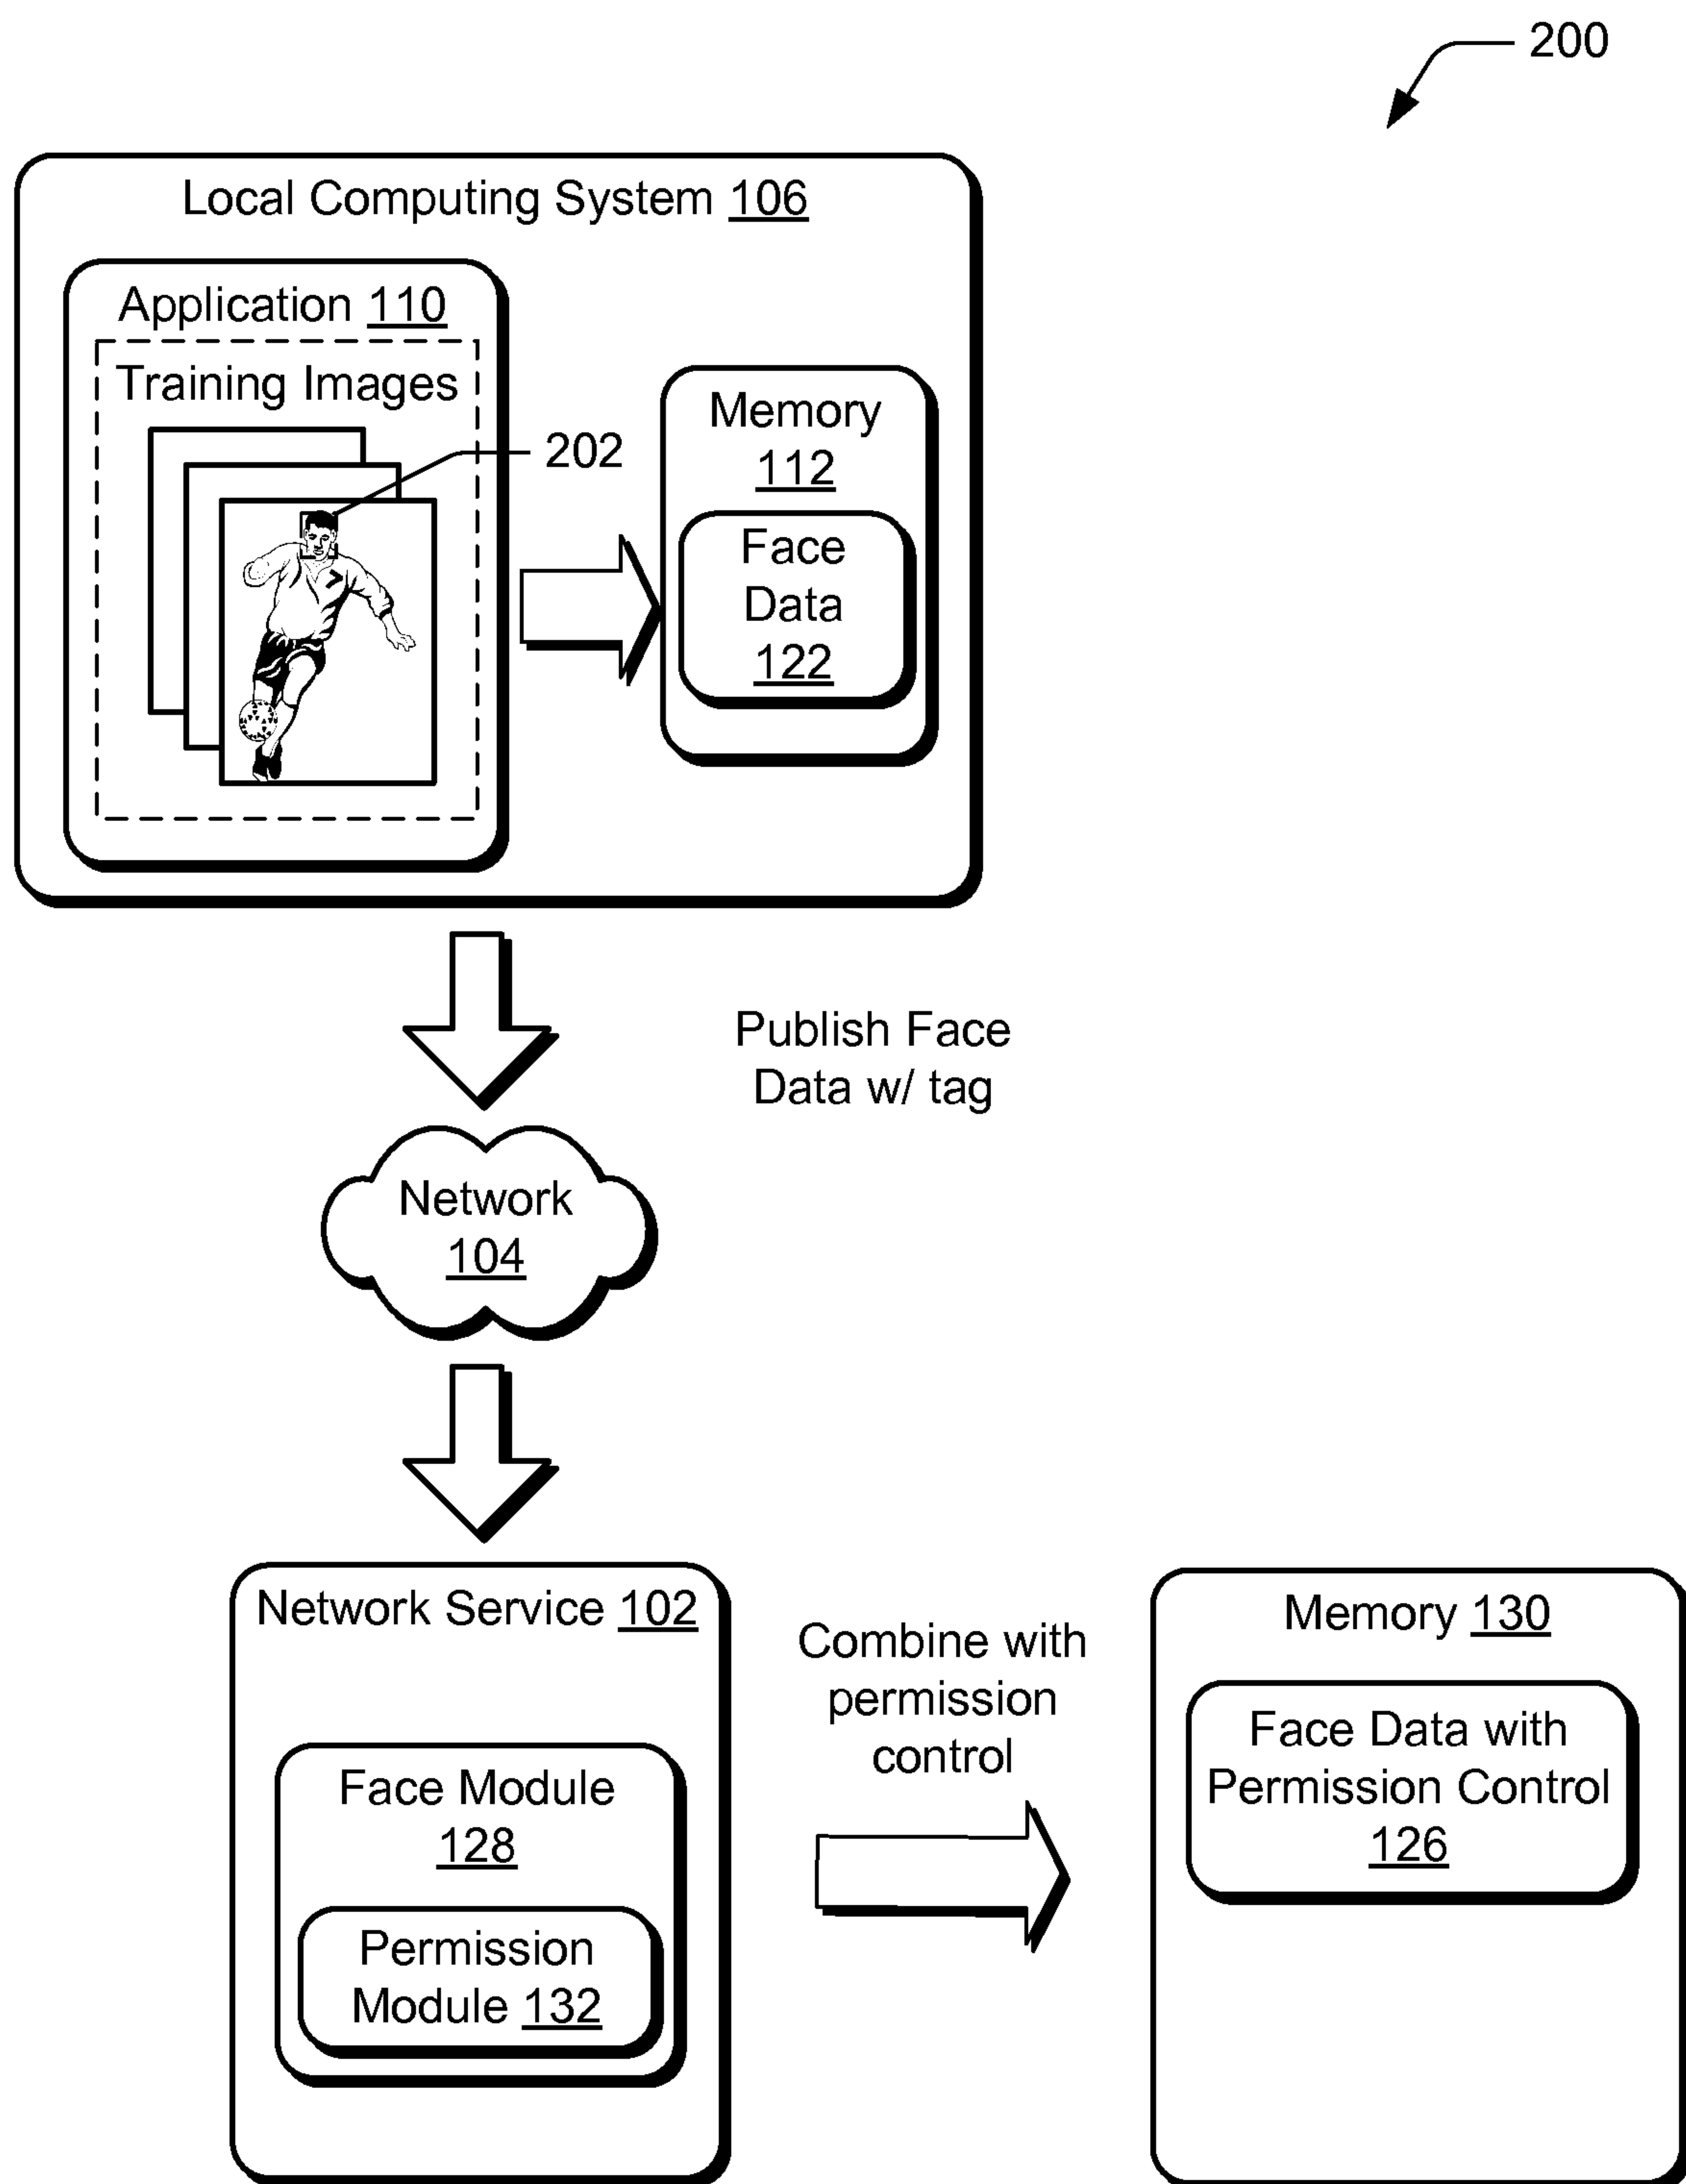 200
Local Computing System 106
Application 110
Training Images
202
Memory
112
Face
Data
122
Publish Face
Data w/ tag
Network
104
Network Service 102
Face Module
128
Permission
Module 132
Combine with
permission
control
Memory 130
Face Data with
Permission Control
126